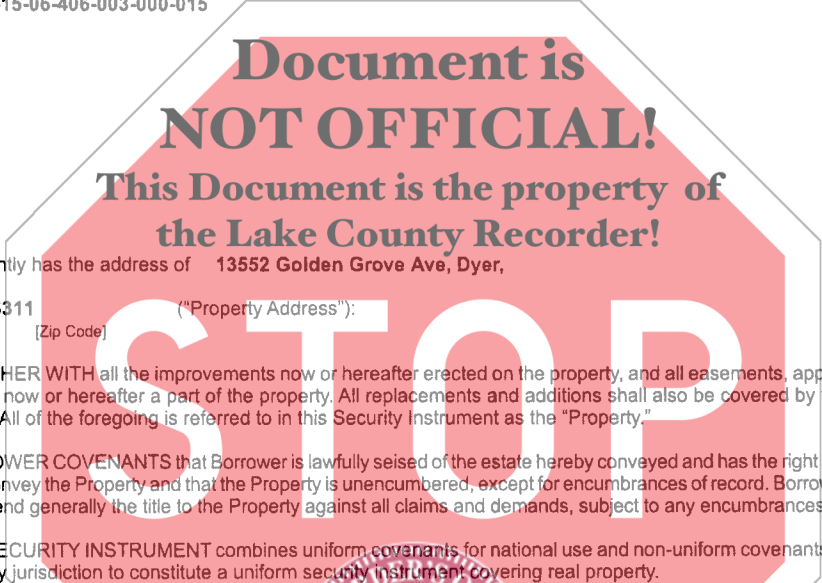 15-06-406-003-000-015
Document is
NOT OFFICIAL!
This Document is the property of
the Lake County Recorder!
ntly has the address of 13552 Golden Grove Ave, Dyer,
311 ("Property Address"):
[Zip Code]
STOP
HER WITH all the improvements now or hereafter erected on the property, and all easements, app
now or hereafter a part of the property. All replacements and additions shall also be covered by
All of the foregoing is referred to in this Security Instrument as the “Property.”
OWER COVENANTS that Borrower is lawfully seised of the estate hereby conveyed and has the right
nvey the Property and that the Property is unencumbered, except for encumbrances of record. Borro
nd generally the title to the Property against all claims and demands, subject to any encumbrances
ECURITY INSTRUMENT combines uniform covenants for national use and non-uniform covenants
y jurisdiction to constitute a uniform security instrument covering real property.